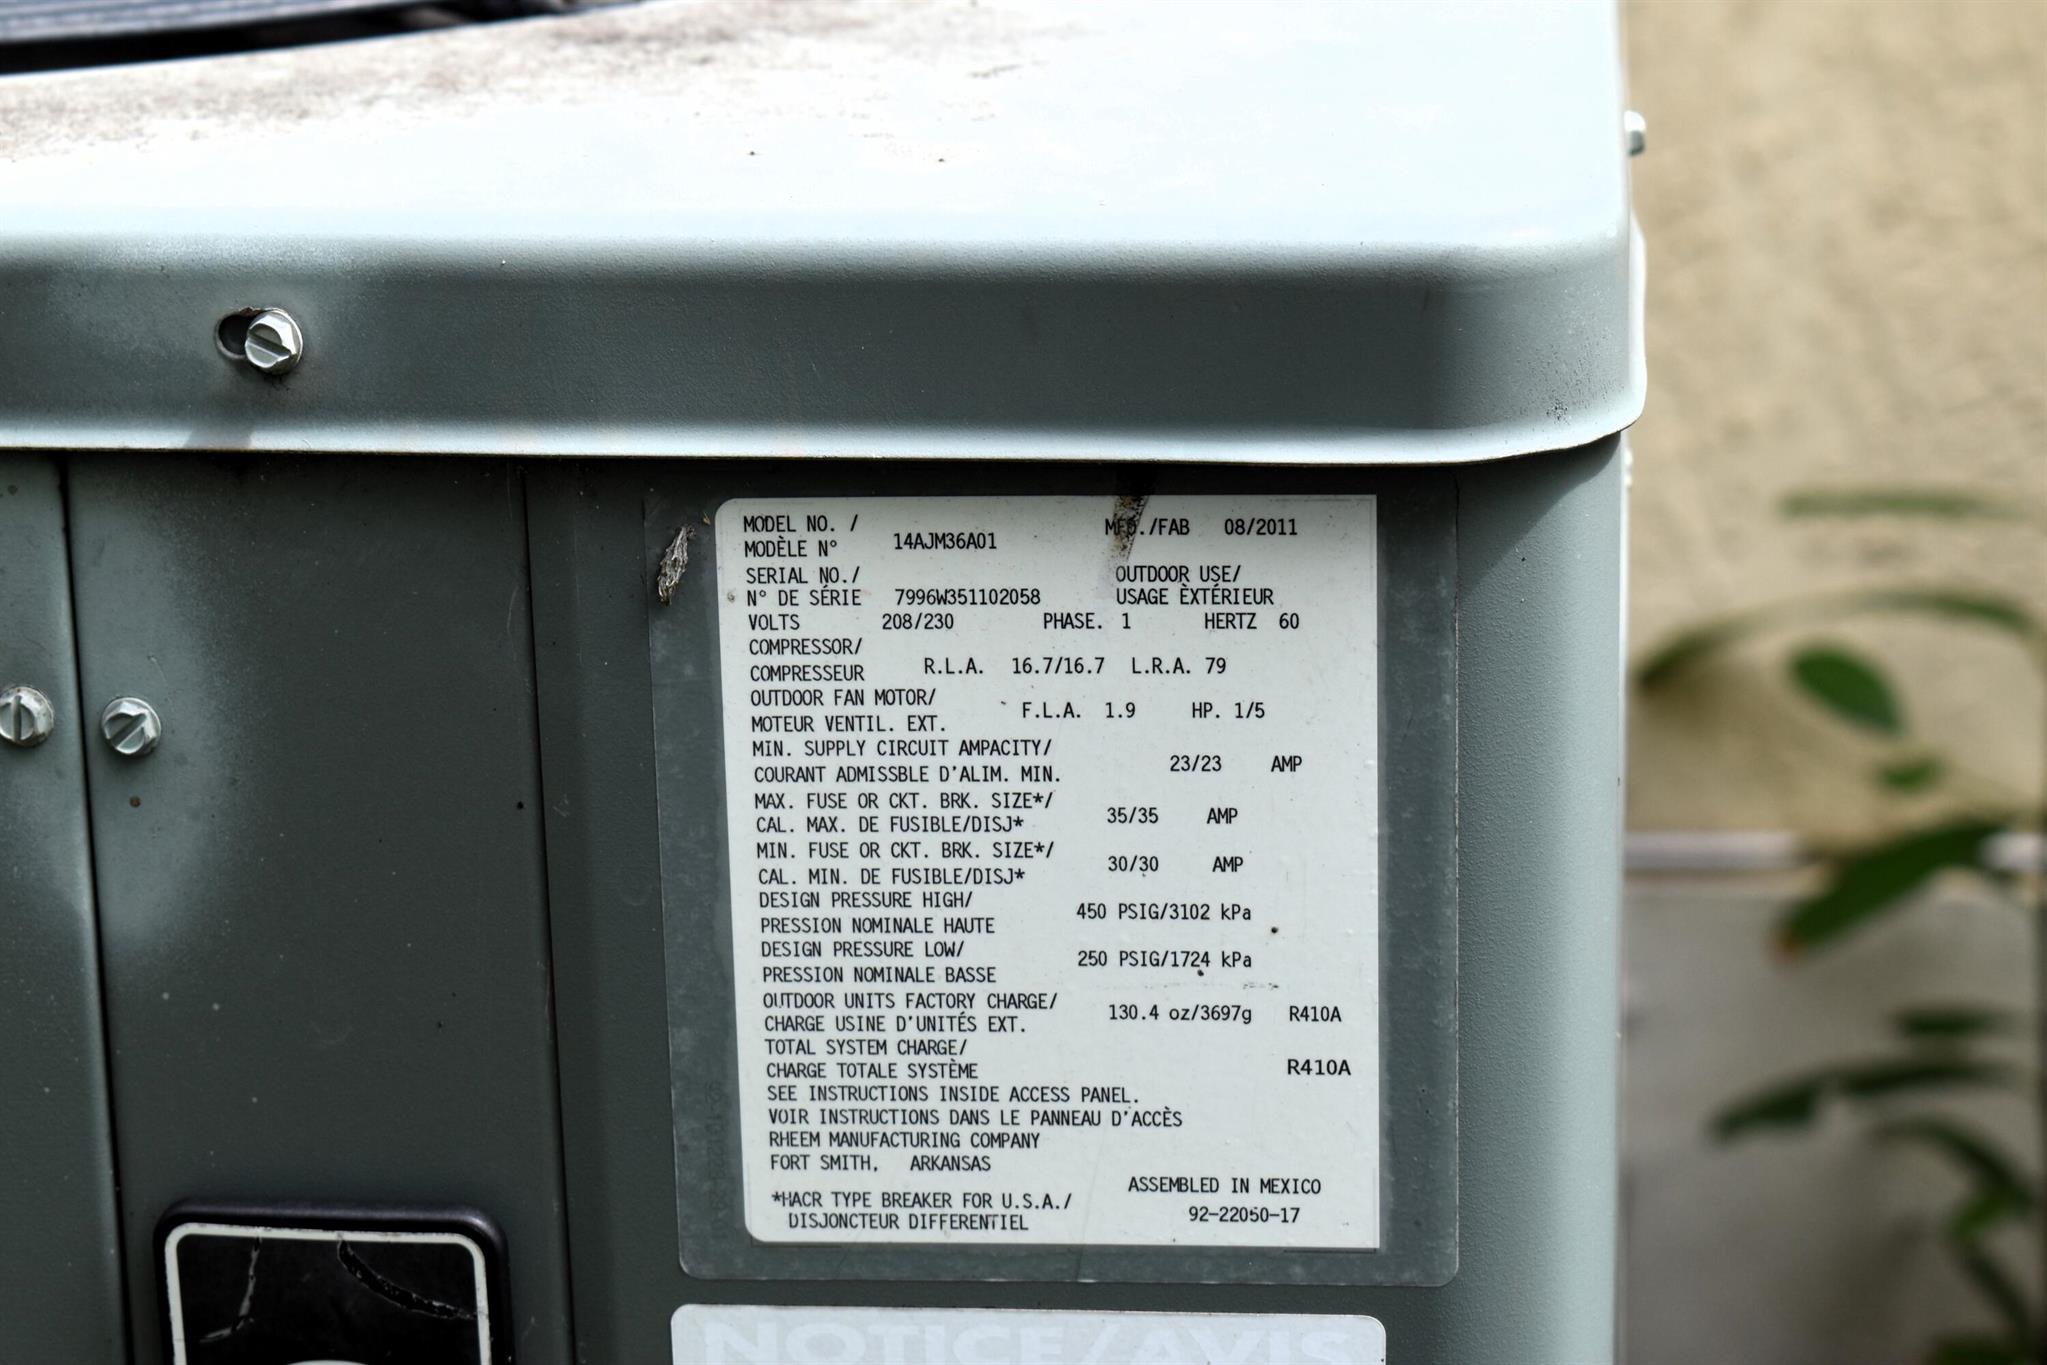 MODEL NO. /
MODÈLE N° 14AJM36A01 MFD./FAB 08/2011
SERIAL NO./ OUTDOOR USE/
N° DE SÉRIE 7996W351102058 USAGE ÈXTÉRIEUR
VOLTS 208/230 PHASE. 1 HERTZ 60
COMPRESSOR/
COMPRESSEUR R.L.A. 16.7/16.7 L.R.A. 79
OUTDOOR FAN MOTOR/
MOTEUR VENTIL. EXT. F.L.A. 1.9 HP. 1/5
MIN. SUPPLY CIRCUIT AMPACITY/
COURANT ADMISSBLE D'ALIM. MIN. 23/23 AMP
MAX. FUSE OR CKT. BRK. SIZE*/
CAL. MAX. DE FUSIBLE/DISJ* 35/35 AMP
MIN. FUSE OR CKT. BRK. SIZE*/
CAL. MIN. DE FUSIBLE/DISJ* 30/30 AMP
DESIGN PRESSURE HIGH/
PRESSION NOMINALE HAUTE 450 PSIG/3102 kPa
DESIGN PRESSURE LOW/
PRESSION NOMINALE BASSE 250 PSIG/1724 kPa
OUTDOOR UNITS FACTORY CHARGE/
CHARGE USINE D'UNITÉS EXT. 130.4 oz/3697g R410A
TOTAL SYSTEM CHARGE/
CHARGE TOTALE SYSTÈME R410A
SEE INSTRUCTIONS INSIDE ACCESS PANEL.
VOIR INSTRUCTIONS DANS LE PANNEAU D'ACCÈS
RHEEM MANUFACTURING COMPANY
FORT SMITH, ARKANSAS
ASSEMBLED IN MEXICO
*HACR TYPE BREAKER FOR U.S.A./
DISJONCTEUR DIFFERENTIEL 92-22050-17
NOTICE/AVIS